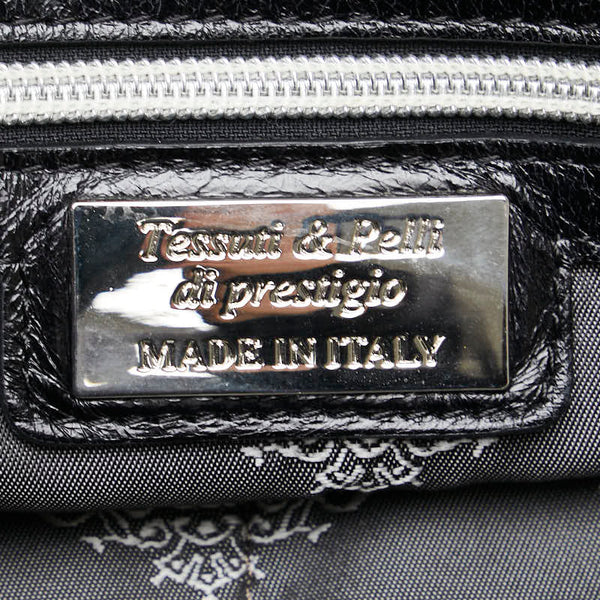 Tessuti & Pelli
di prestigio
MADE IN ITALY